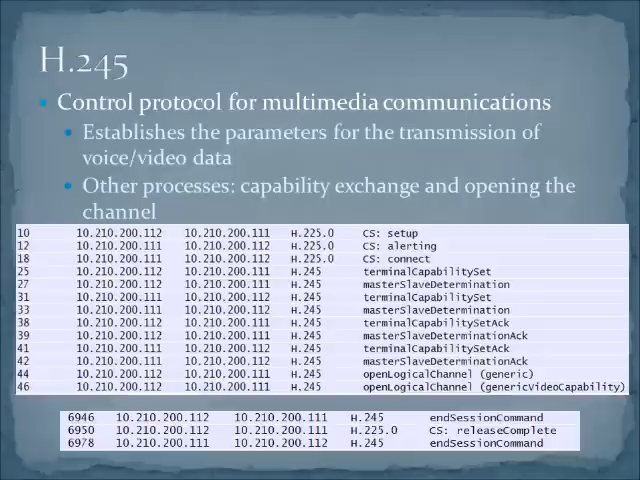 H.245
Control protocol for multimedia communications
Establishes the parameters for the transmission of
voice/video data
Other processes: capability exchange and opening the
channel
10 10.210.200.112 10.210.200.111 H.225.0 CS: setup
12 10.210.200.111 10.210.200.112 H.225.0 CS: alerting
18 10.210.200.111 10.210.200.112 H.225.0 CS: connect
25 10.210.200.112 10.210.200.111 H.245 terminalCapabilitySet
27 10.210.200.112 10.210.200.111 H.245 masterSlaveDetermination
31 10.210.200.111 10.210.200.112 H.245 terminalCapabilitySet
33 10.210.200.111 10.210.200.112 H.245 masterSlaveDetermination
38 10.210.200.112 10.210.200.111 H.245 terminalCapabilitySetAck
39 10.210.200.112 10.210.200.111 H.245 masterSlaveDeterminationAck
41 10.210.200.111 10.210.200.112 H.245 terminalCapabilitySetAck
42 10.210.200.111 10.210.200.112 H.245 masterSlaveDeterminationAck
44 10.210.200.112 10.210.200.111 H.245 openLogicalChannel (generic)
46 10.210.200.112 10.210.200.111 H.245 openLogicalChannel (genericVideoCapability)
6946 10.210.200.112 10.210.200.111 H.245 endSessionCommand
6950 10.210.200.112 10.210.200.111 H.225.0 CS: releaseComplete
6978 10.210.200.111 10.210.200.112 H.245 endSessionCommand